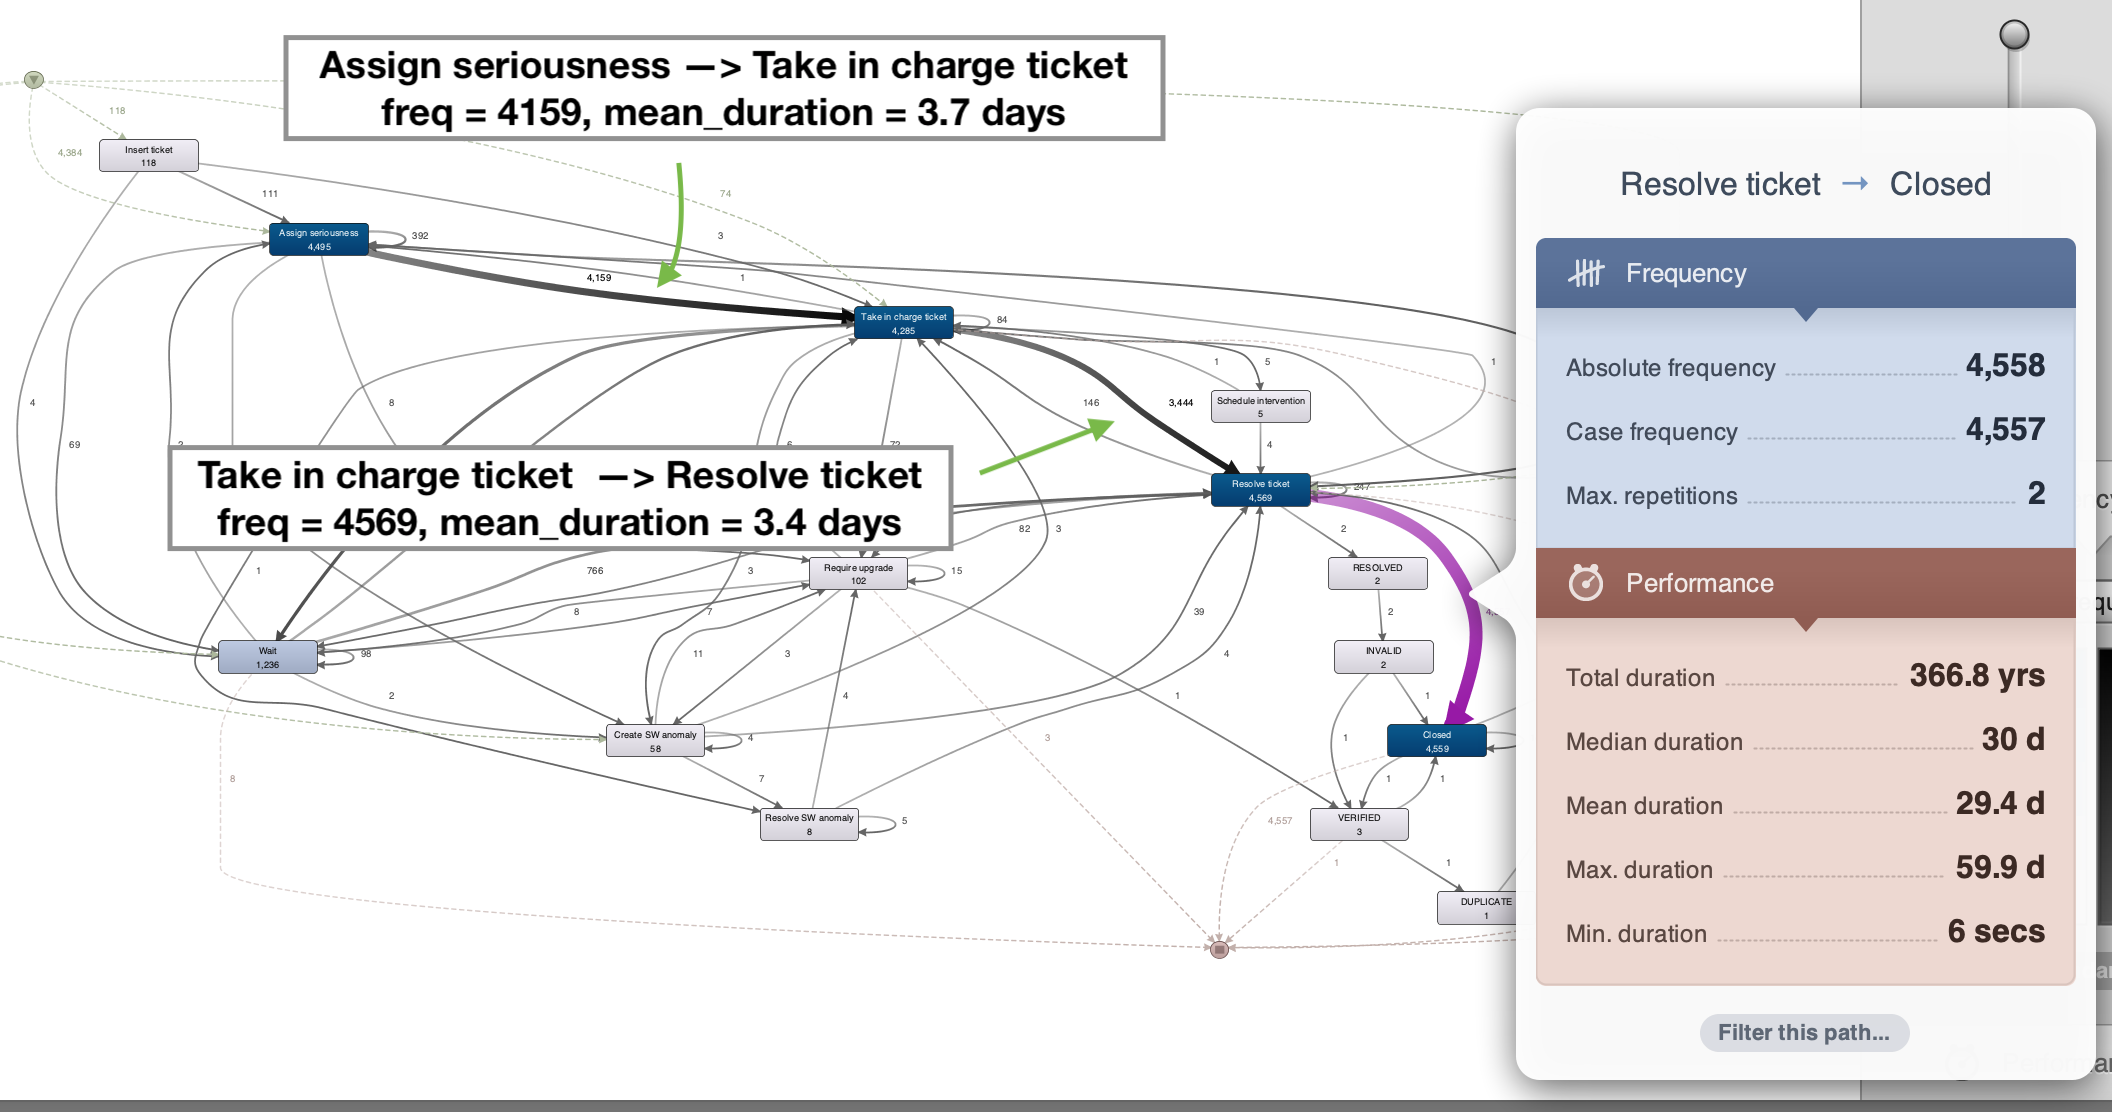 Assign seriousness —> Take in charge ticket
freq = 4159, mean_duration = 3.7 days
118
4,384
Insert ticket
118
111
74
3
Assign seriousness
4,495
392
4,159
1
Take in charge ticket
4,285
84
4
69
8
1
5
1
146
3,444
Schedule intervention
5
4
Take in charge ticket —> Resolve ticket
freq = 4569, mean_duration = 3.4 days
Resolve ticket
4,569
247
82
3
2
1
766
3
Require upgrade
102
15
RESOLVED
2
8
7
39
2
Wait
1,236
98
11
3
4
INVALID
2
2
4
1
1
Create SW anomaly
58
4
3
1
Closed
4,559
8
7
1
1
Resolve SW anomaly
8
5
4,557
VERIFIED
3
1
1
DUPLICATE
1
Resolve ticket → Closed
Frequency
Absolute frequency 4,558
Case frequency 4,557
Max. repetitions 2
Performance
Total duration 366.8 yrs
Median duration 30 d
Mean duration 29.4 d
Max. duration 59.9 d
Min. duration 6 secs
Filter this path...